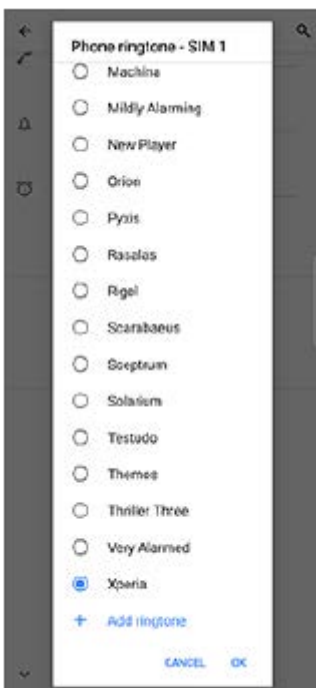 Phone ringtone - SIM 1
Machina
Mildly Alarming
New Player
Orion
Pyxis
Rasalas
Rigel
Scarabaeus
Sceptrum
Solarium
Testudo
Themos
Thriller Three
Very Alarmed
Xperia
+ Add ringtone
CANCEL OK